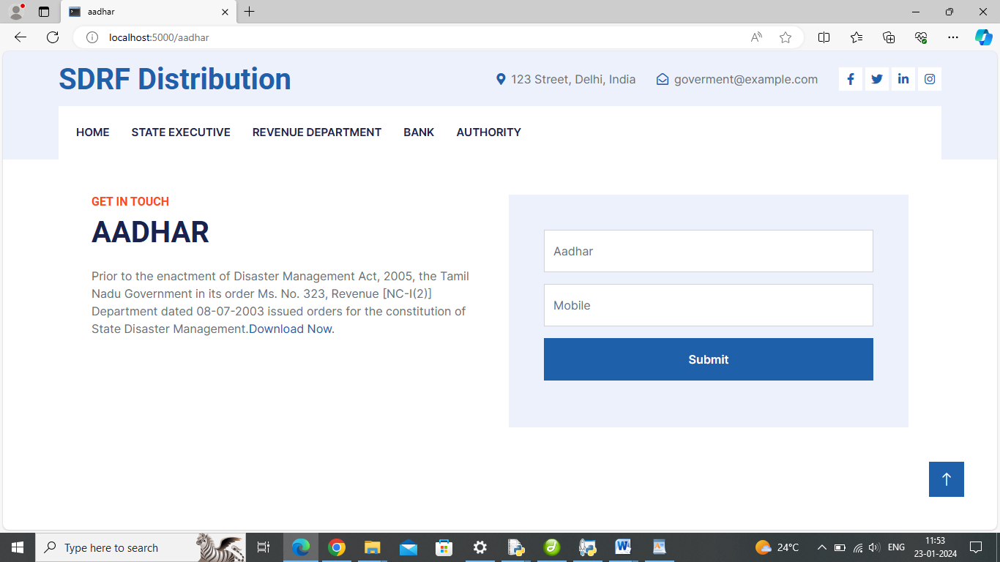 aadhar
localhost:5000/aadhar
SDRF Distribution
123 Street, Delhi, India
goverment@example.com
HOME STATE EXECUTIVE REVENUE DEPARTMENT BANK AUTHORITY
GET IN TOUCH
AADHAR
Prior to the enactment of Disaster Management Act, 2005, the Tamil
Nadu Government in its order Ms. No. 323, Revenue [NC-I(2)]
Department dated 08-07-2003 issued orders for the constitution of
State Disaster Management.Download Now.
Aadhar
Mobile
Submit
Type here to search
24°C
ENG
11:53
23-01-2024